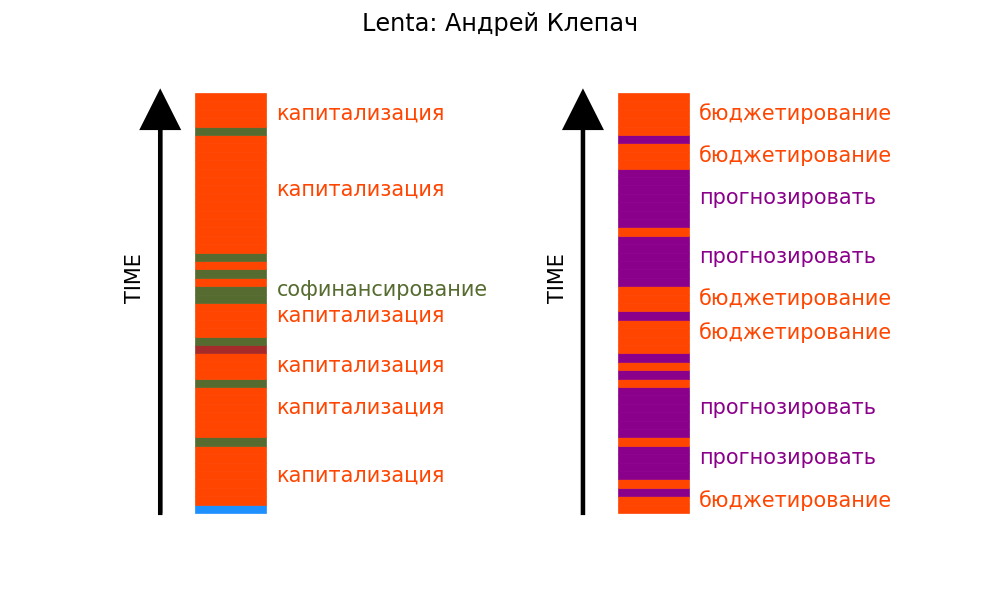 Lenta: Андрей Клепач
TIME
капитализация
капитализация
софинансирование
капитализация
капитализация
капитализация
капитализация
TIME
бюджетирование
бюджетирование
прогнозировать
прогнозировать
бюджетирование
бюджетирование
прогнозировать
прогнозировать
бюджетирование